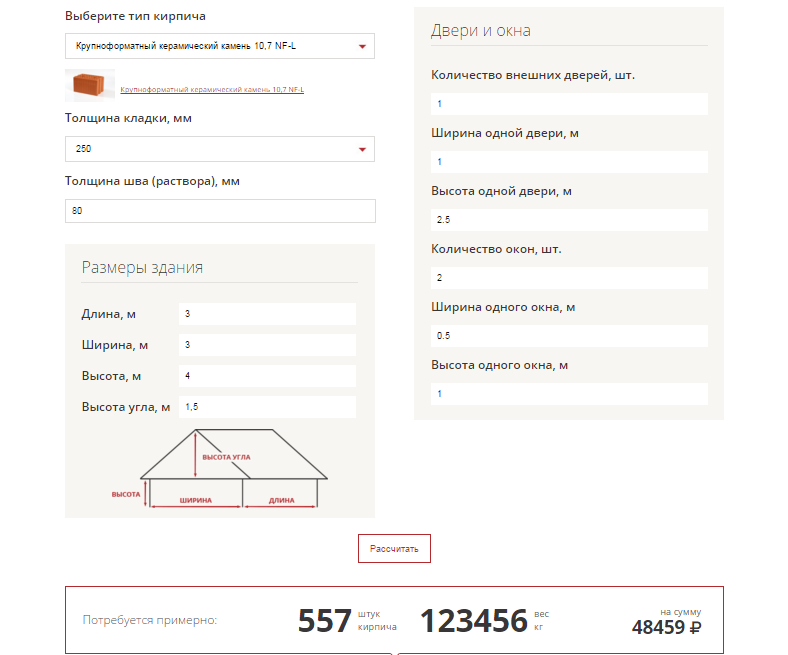 Выберите тип кирпича
Крупноформатный керамический камень 10,7 NF-L
Крупноформатный керамический камень 10,7 NF-L
Толщина кладки, мм
250
Толщина шва (раствора), мм
80
Размеры здания
Длина, м
3
Ширина, м
3
Высота, м
4
Высота угла, м
1,5
ВЫСОТА УГЛА
ВЫСОТА
ШИРИНА
ДЛИНА
Двери и окна
Количество внешних дверей, шт.
1
Ширина одной двери, м
1
Высота одной двери, м
2.5
Количество окон, шт.
2
Ширина одного окна, м
0.5
Высота одного окна, м
1
Рассчитать
Потребуется примерно:
557
штук
кирпича
123456
вес
кг
на сумму
48459 ₽